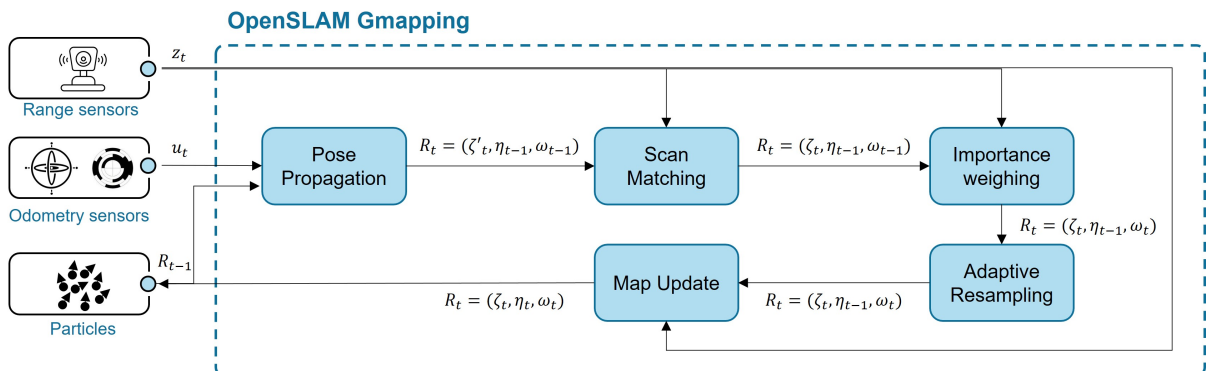 OpenSLAM Gmapping
z_t
Range sensors
u_t
Odometry sensors
R_{t−1}
Particles
Pose
Propagation
R_t = (ζ′_t, η_{t−1}, ω_{t−1})
Scan
Matching
R_t = (ζ_t, η_{t−1}, ω_{t−1})
Importance
weighing
R_t = (ζ_t, η_{t−1}, ω_t)
Adaptive
Resampling
R_t = (ζ_t, η_{t−1}, ω_t)
Map Update
R_t = (ζ_t, η_t, ω_t)